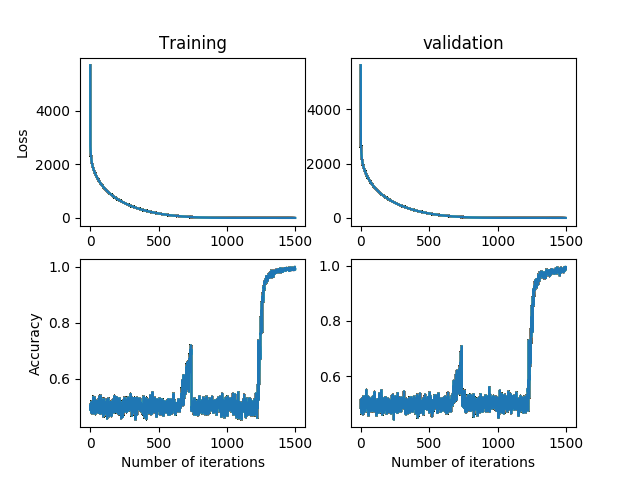 Training validation
Loss
4000 4000
2000 2000
0 0
0 500 1000 1500 0 500 1000 1500
Accuracy
1.0 1.0
0.8 0.8
0.6 0.6
0 500 1000 1500 0 500 1000 1500
Number of iterations Number of iterations